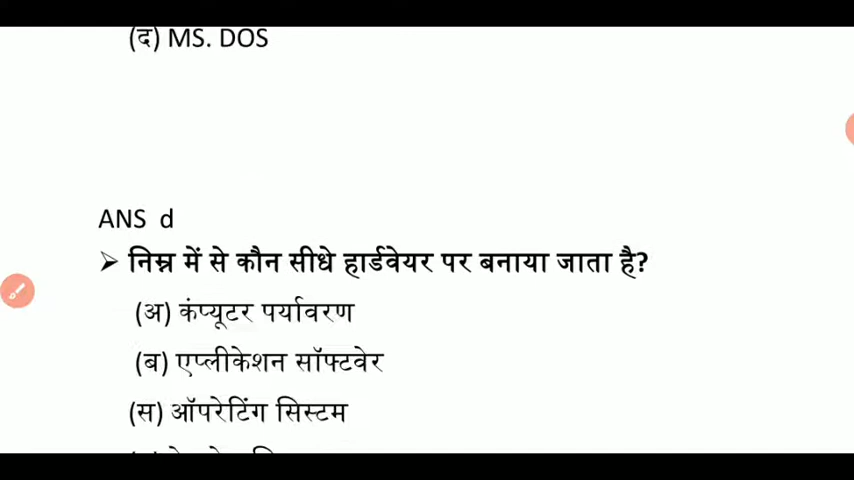 (द) MS. DOS
ANS d
➢ निम्न में से कौन सीधे हार्डवेयर पर बनाया जाता है?
(अ) कंप्यूटर पर्यावरण
(ब) एप्लीकेशन सॉफ्टवेर
(स) ऑपरेटिंग सिस्टम